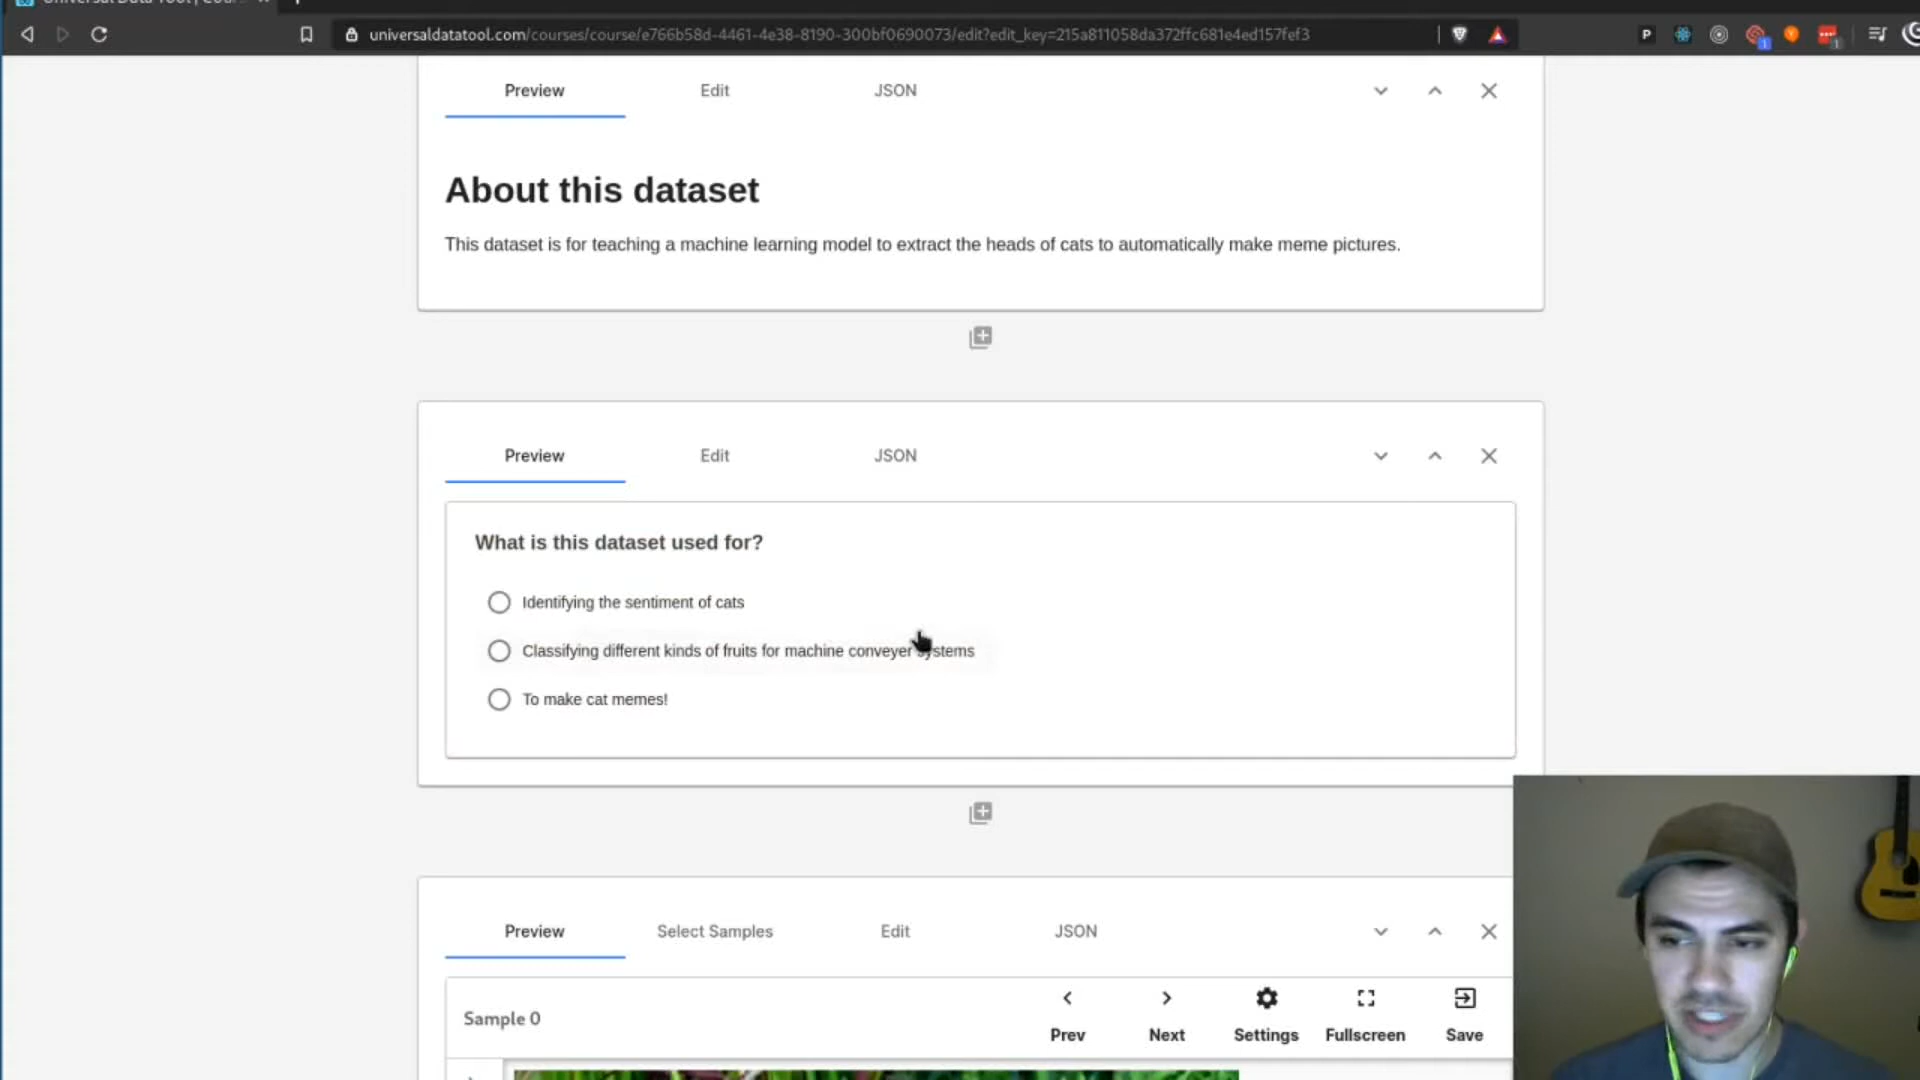 universaldatatool.com/courses/course/e766b58d-4461-4e38-8190-300bf0690073/edit?edit_key=215a811058da372ffc681e4ed157fef3
Preview Edit JSON
About this dataset
This dataset is for teaching a machine learning model to extract the heads of cats to automatically make meme pictures.
Preview Edit JSON
What is this dataset used for?
Identifying the sentiment of cats
Classifying different kinds of fruits for machine conveyer systems
To make cat memes!
Preview Select Samples Edit JSON
Sample 0
Prev Next Settings Fullscreen Save